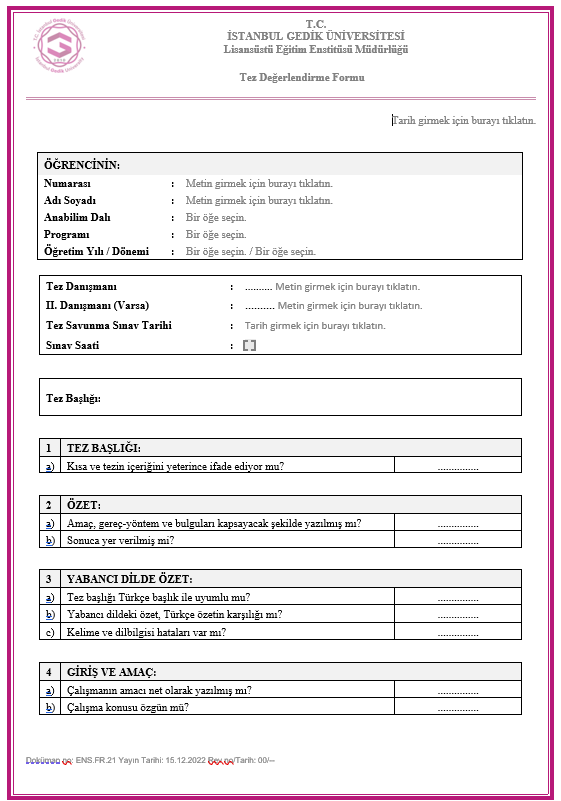 T.C.
İSTANBUL GEDİK ÜNİVERSİTESİ
Lisansüstü Eğitim Enstitüsü Müdürlüğü
Tez Değerlendirme Formu
Tarih girmek için burayı tıklatın.
ÖĞRENCİNİN:
Numarası : Metin girmek için burayı tıklatın.
Adı Soyadı : Metin girmek için burayı tıklatın.
Anabilim Dalı : Bir öğe seçin.
Programı : Bir öğe seçin.
Öğretim Yılı / Dönemi : Bir öğe seçin. / Bir öğe seçin.
Tez Danışmanı : .......... Metin girmek için burayı tıklatın.
II. Danışmanı (Varsa) : .......... Metin girmek için burayı tıklatın.
Tez Savunma Sınav Tarihi : Tarih girmek için burayı tıklatın.
Sınav Saati : [ ]
Tez Başlığı:
1 TEZ BAŞLIĞI:
a) Kısa ve tezin içeriğini yeterince ifade ediyor mu? ..............
2 ÖZET:
a) Amaç, gereç-yöntem ve bulguları kapsayacak şekilde yazılmış mı? ..............
b) Sonuca yer verilmiş mi? ..............
3 YABANCI DİLDE ÖZET:
a) Tez başlığı Türkçe başlık ile uyumlu mu? ..............
b) Yabancı dildeki özet, Türkçe özetin karşılığı mı? ..............
c) Kelime ve dilbilgisi hataları var mı? ..............
4 GİRİŞ VE AMAÇ:
a) Çalışmanın amacı net olarak yazılmış mı? ..............
b) Çalışma konusu özgün mü? ..............
Doküman no: ENS.FR.21 Yayın Tarihi: 15.12.2022 Rev.no/Tarih: 00/--